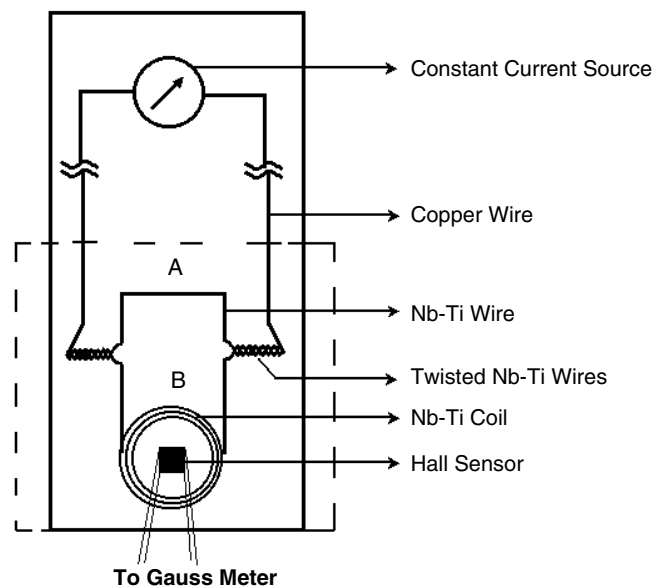 Constant Current Source
Copper Wire
A
Nb-Ti Wire
B
Twisted Nb-Ti Wires
Nb-Ti Coil
Hall Sensor
To Gauss Meter